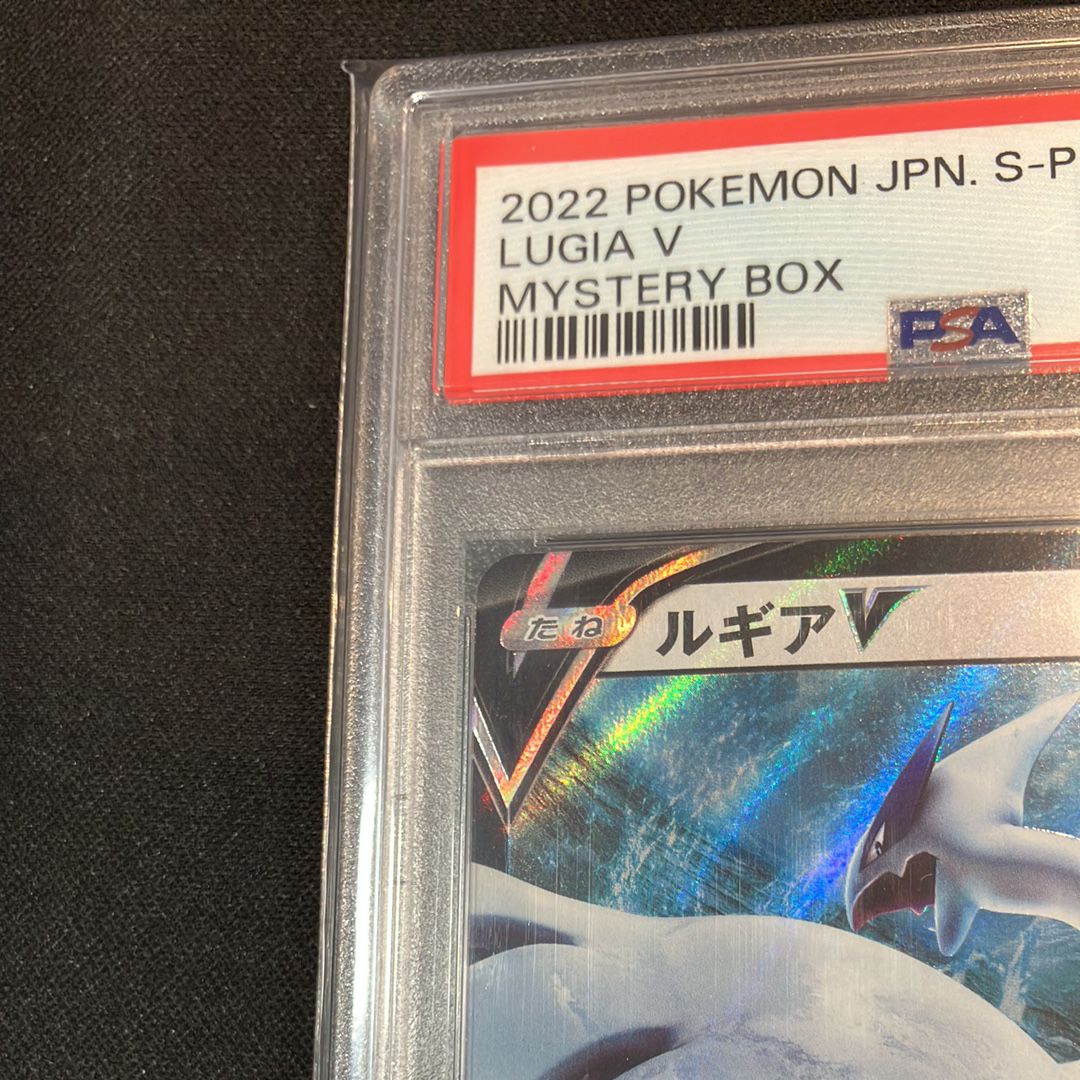 2022 POKEMON JPN. S-P
LUGIA V
MYSTERY BOX
PSA
たね ルギアV